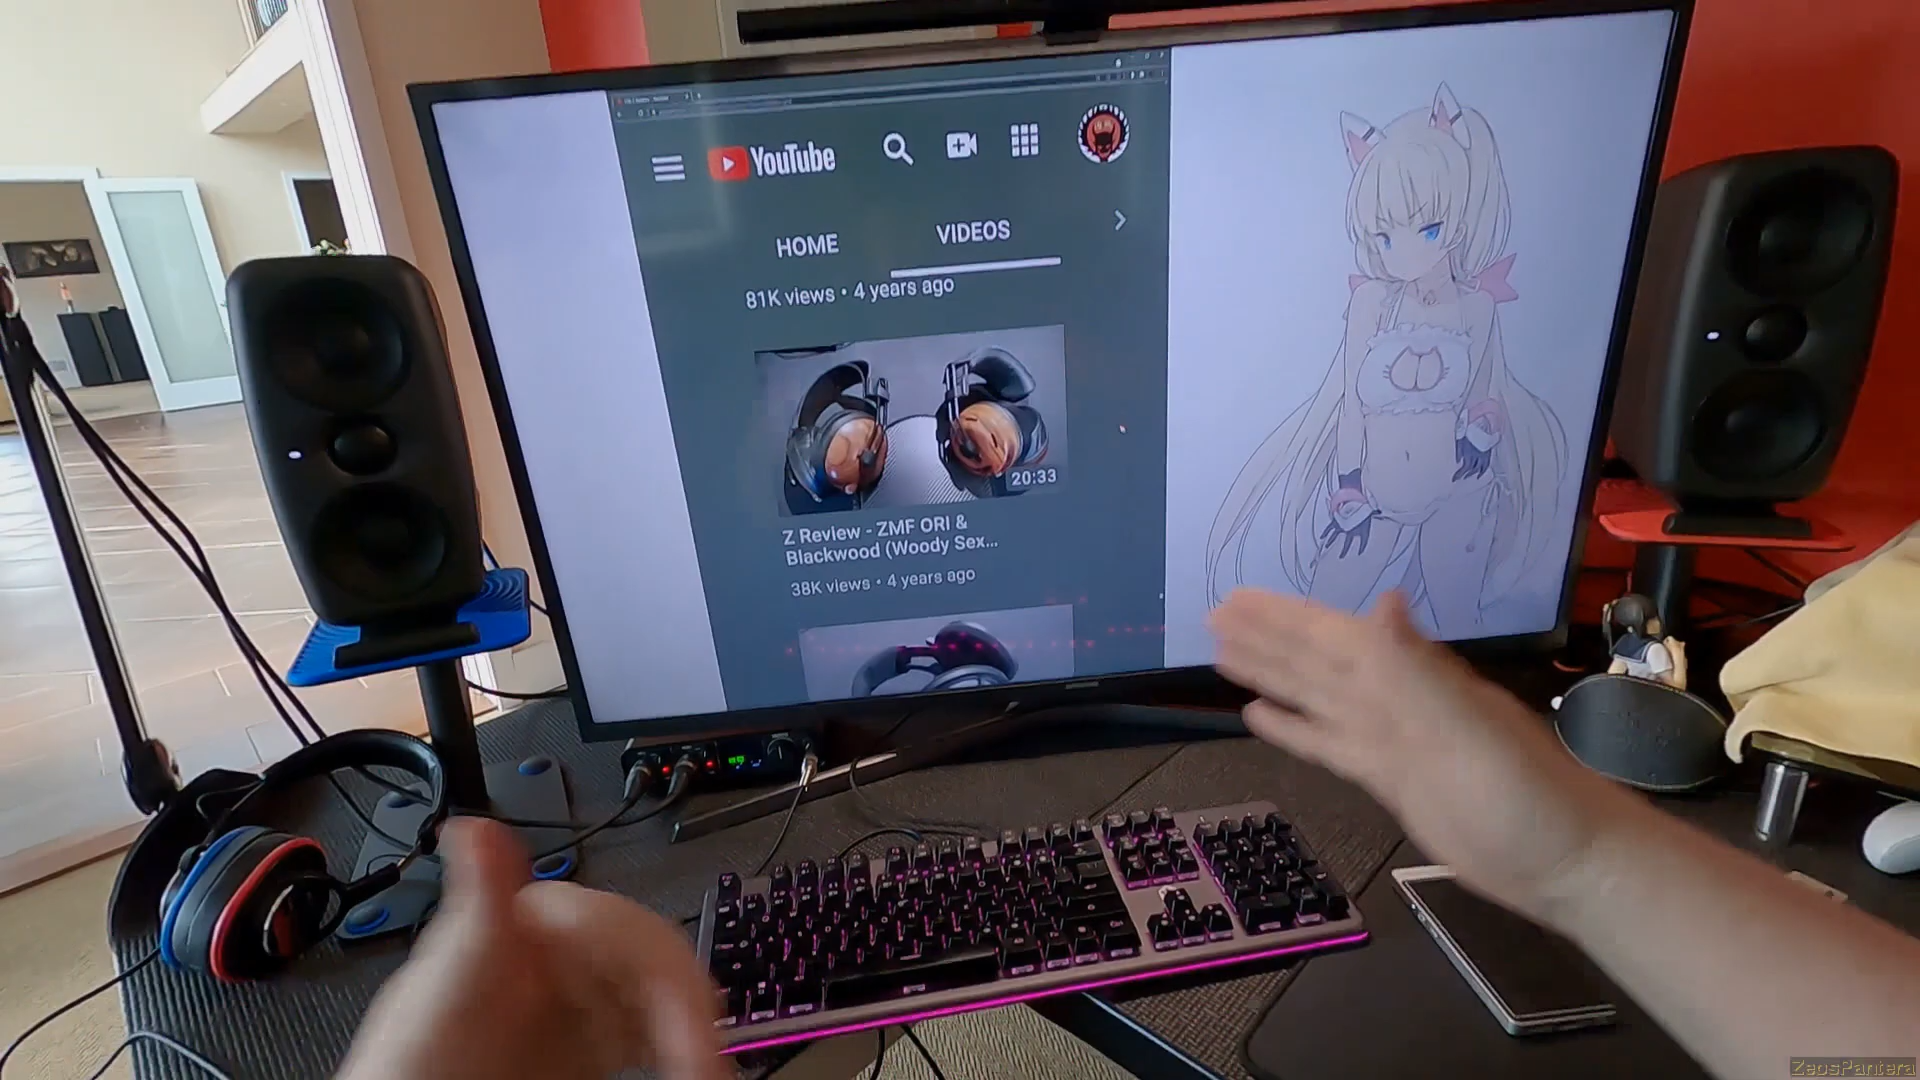 YouTube
HOME
VIDEOS
81K views • 4 years ago
20:33
Z Review - ZMF ORI &
Blackwood (Woody Sex...
38K views • 4 years ago
ZeosPantera